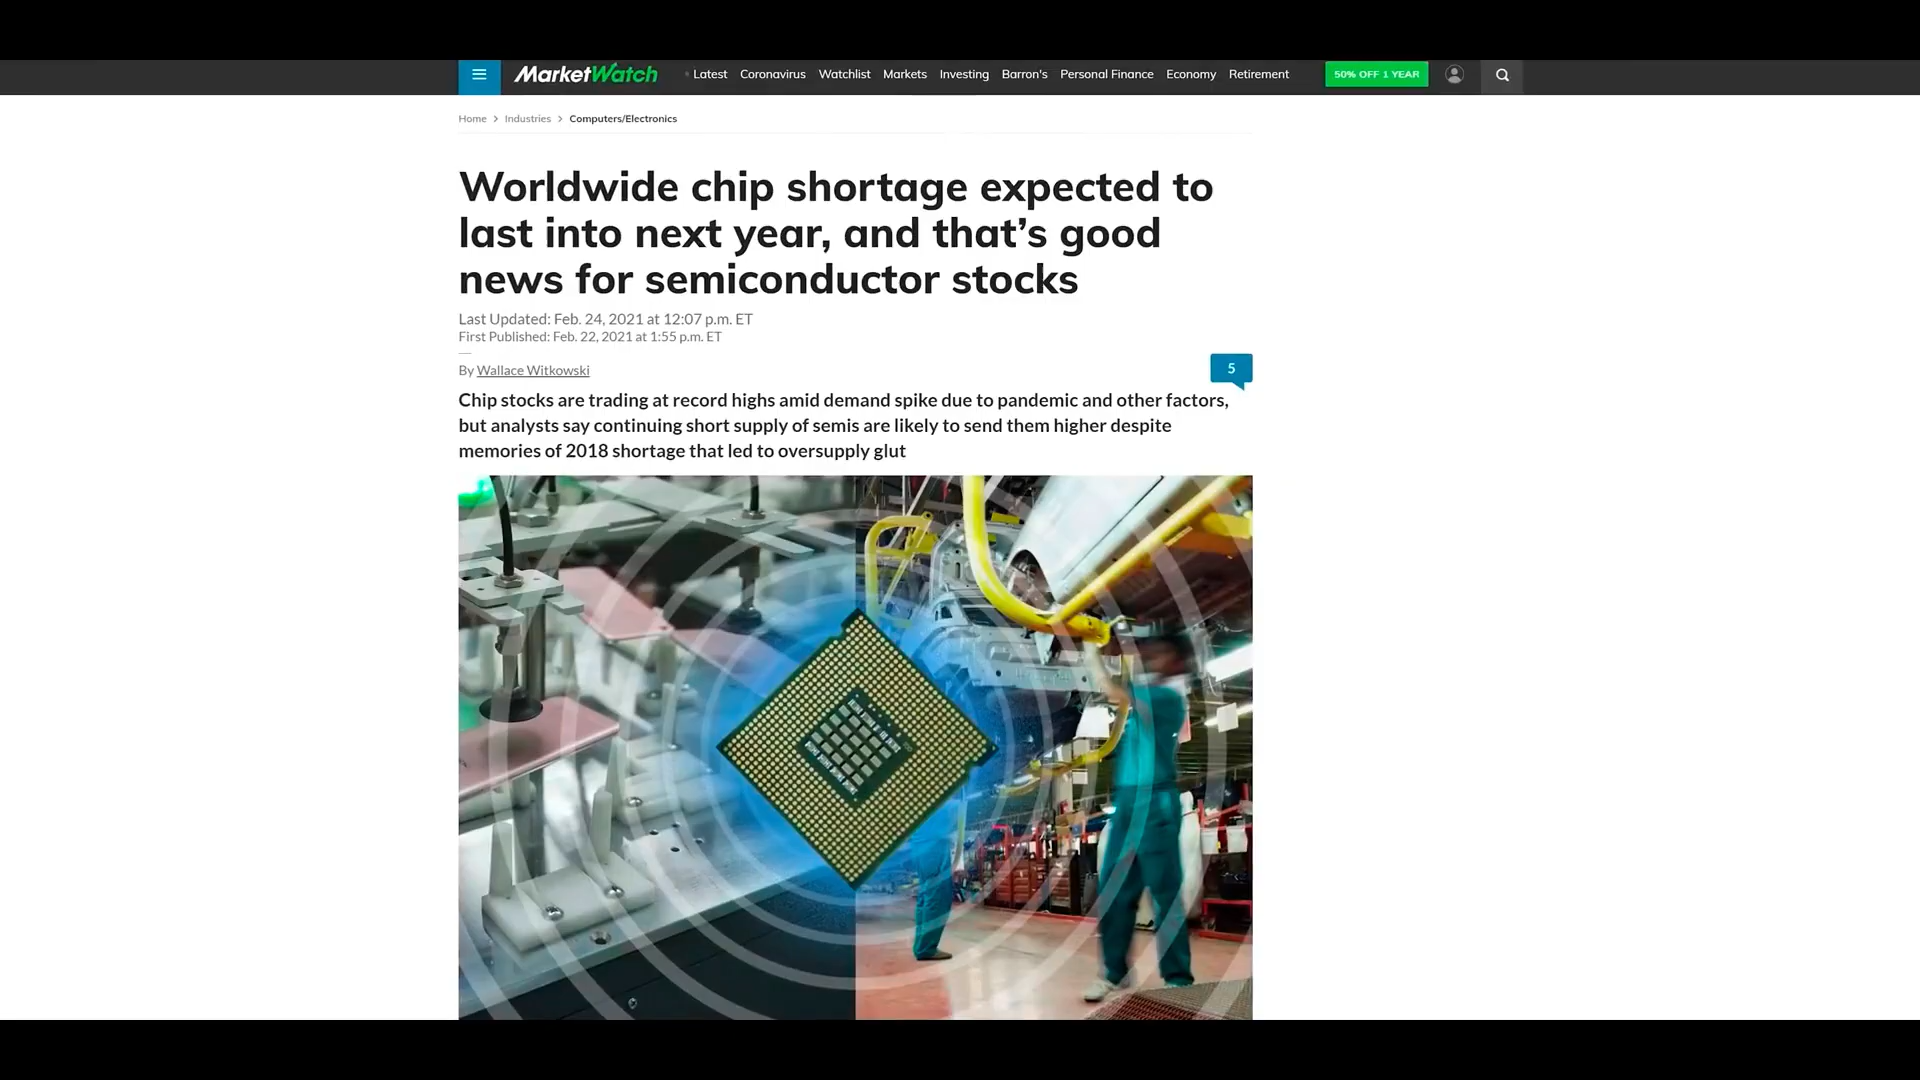 MarketWatch
Latest Coronavirus Watchlist Markets Investing Barron's Personal Finance Economy Retirement
50% OFF 1 YEAR
Home > Industries > Computers/Electronics
Worldwide chip shortage expected to
last into next year, and that’s good
news for semiconductor stocks
Last Updated: Feb. 24, 2021 at 12:07 p.m. ET
First Published: Feb. 22, 2021 at 1:55 p.m. ET
By Wallace Witkowski
5
Chip stocks are trading at record highs amid demand spike due to pandemic and other factors,
but analysts say continuing short supply of semis are likely to send them higher despite
memories of 2018 shortage that led to oversupply glut